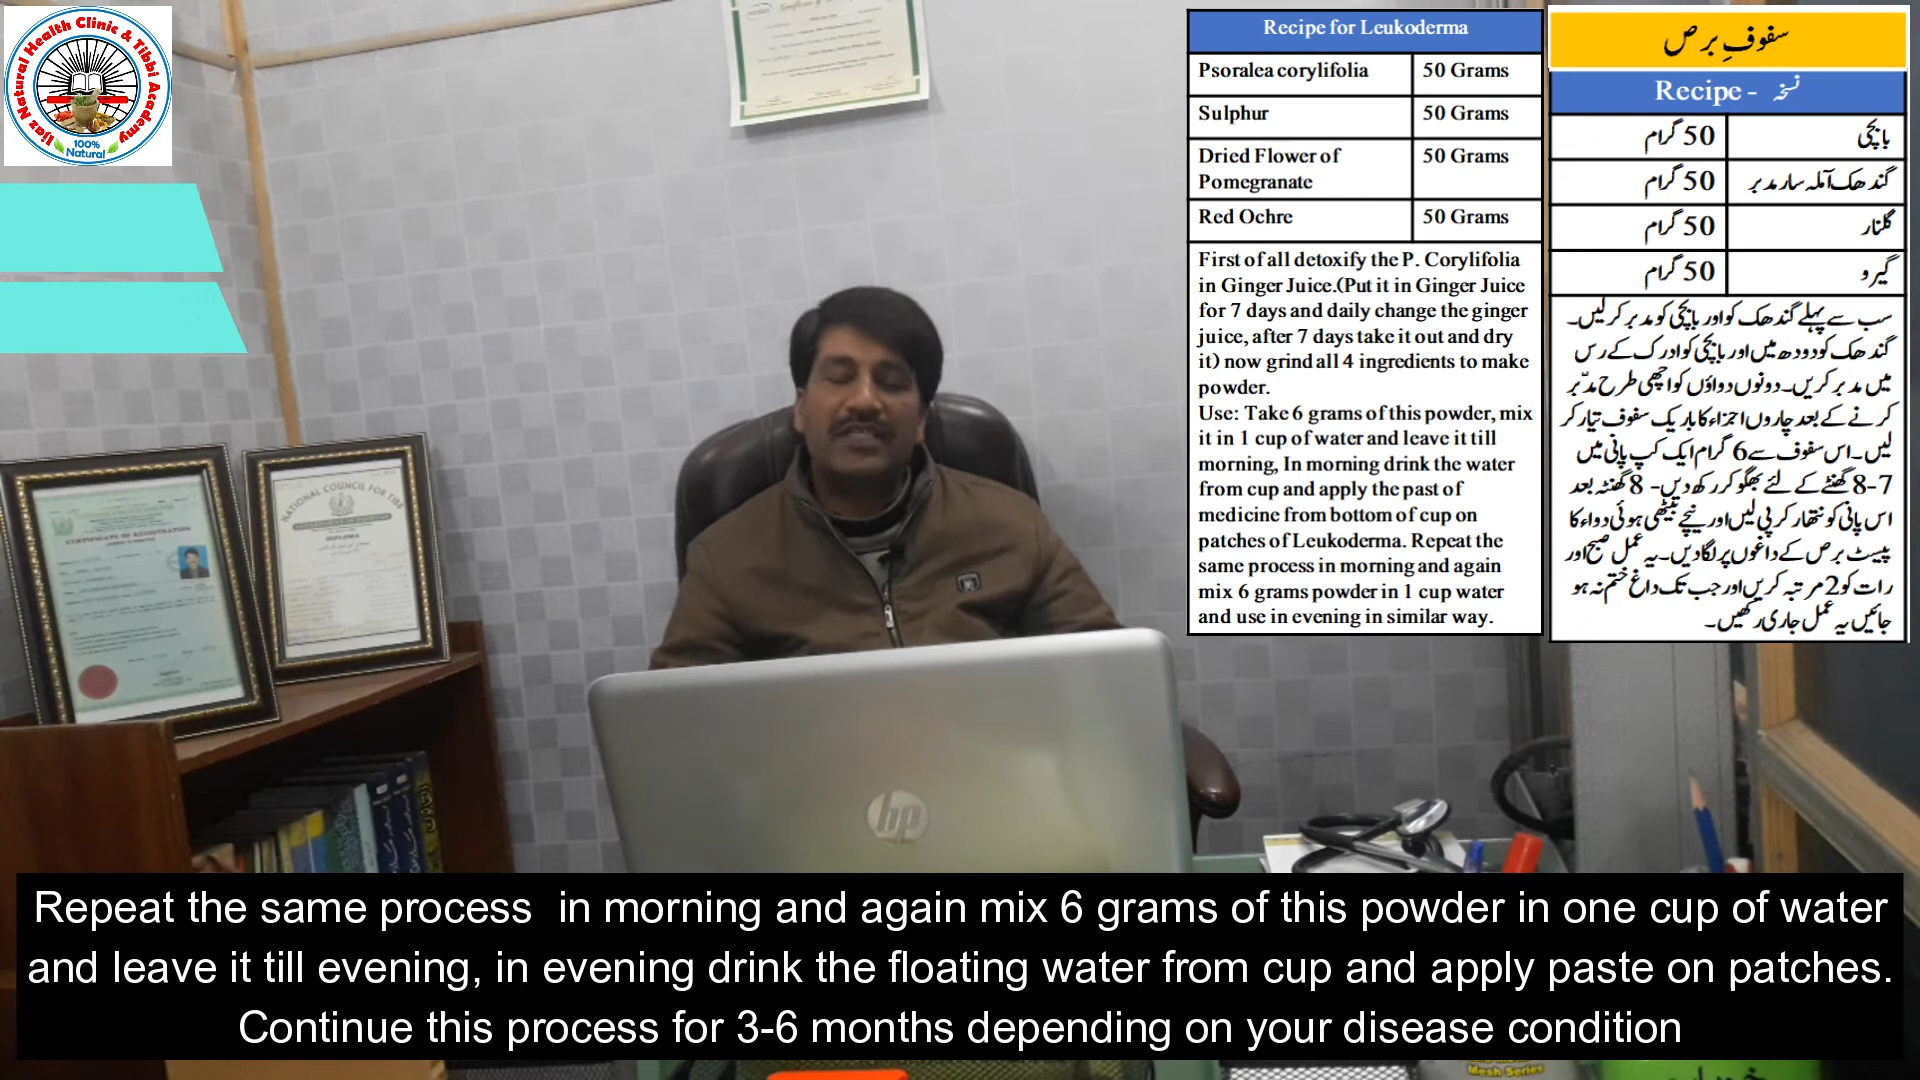 Ijaz Natural Health Clinic & Tibbi Academy
100%
Natural
Recipe for Leukoderma
Psoralea corylifolia 50 Grams
Sulphur 50 Grams
Dried Flower of
Pomegranate 50 Grams
Red Ochre 50 Grams
First of all detoxify the P. Corylifolia
in Ginger Juice.(Put it in Ginger Juice
for 7 days and daily change the ginger
juice, after 7 days take it out and dry
it) now grind all 4 ingredients to make
powder.
Use: Take 6 grams of this powder, mix
it in 1 cup of water and leave it till
morning, In morning drink the water
from cup and apply the past of
medicine from bottom of cup on
patches of Leukoderma. Repeat the
same process in morning and again
mix 6 grams powder in 1 cup water
and use in evening in similar way.
سفوفِ برص
Recipe - نسخہ
بابچی 50 گرام
گندھک آملہ سار مدبر 50 گرام
گلنار 50 گرام
گیرو 50 گرام
سب سے پہلے گندھک کو اور بابچی کو مدبر کر لیں۔
گندھک کو دودھ میں اور بابچی کو ادرک کے رس
میں مدبر کریں۔ دونوں دواؤں کو اچھی طرح مدبّر
کرنے کے بعد چاروں اجزاء کا باریک سفوف تیار کر
لیں۔ اس سفوف سے 6 گرام ایک کپ پانی میں
7-8 گھنٹے کے لئے بھگو کر رکھ دیں- 8 گھنٹہ بعد
اس پانی کو نتھار کر پی لیں اور نیچے بیٹھی ہوئی دواء کا
پیسٹ برص کے داغوں پر لگا دیں۔ یہ عمل صبح اور
رات کو 2 مرتبہ کریں اور جب تک داغ ختم نہ ہو
جائیں یہ عمل جاری رکھیں۔
CERTIFICATE OF REGISTRATION
NATIONAL COUNCIL FOR TIBB
DIPLOMA
hp
Repeat the same process in morning and again mix 6 grams of this powder in one cup of water
and leave it till evening, in evening drink the floating water from cup and apply paste on patches.
Continue this process for 3-6 months depending on your disease condition
Mesh Series